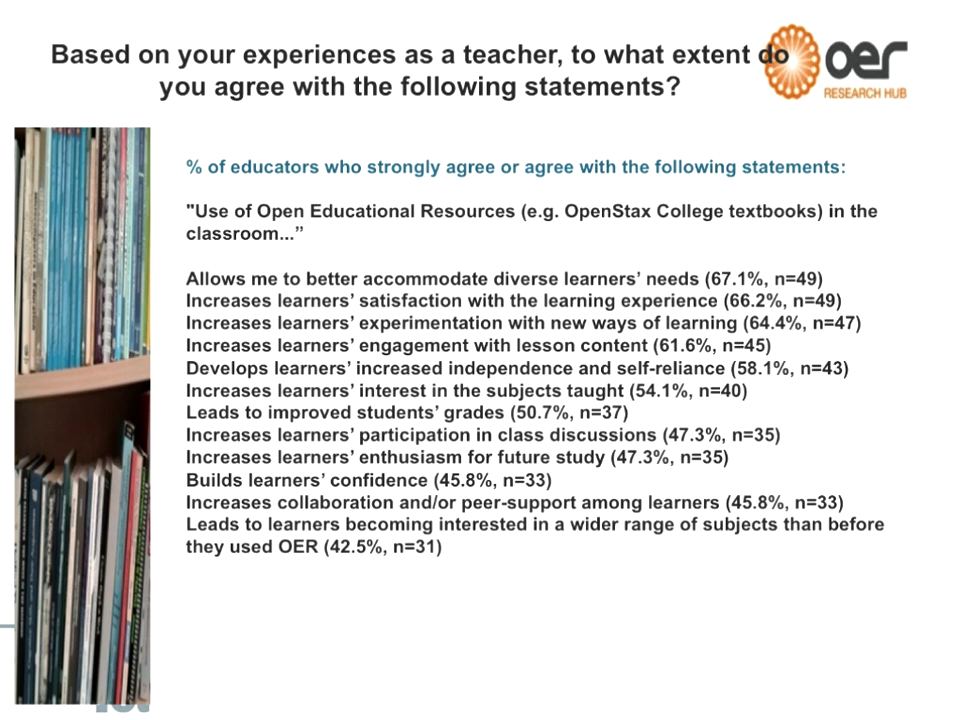 Based on your experiences as a teacher, to what extent do
you agree with the following statements?
oer
RESEARCH HUB
% of educators who strongly agree or agree with the following statements:
"Use of Open Educational Resources (e.g. OpenStax College textbooks) in the
classroom...”
Allows me to better accommodate diverse learners’ needs (67.1%, n=49)
Increases learners’ satisfaction with the learning experience (66.2%, n=49)
Increases learners’ experimentation with new ways of learning (64.4%, n=47)
Increases learners’ engagement with lesson content (61.6%, n=45)
Develops learners’ increased independence and self-reliance (58.1%, n=43)
Increases learners’ interest in the subjects taught (54.1%, n=40)
Leads to improved students’ grades (50.7%, n=37)
Increases learners’ participation in class discussions (47.3%, n=35)
Increases learners’ enthusiasm for future study (47.3%, n=35)
Builds learners’ confidence (45.8%, n=33)
Increases collaboration and/or peer-support among learners (45.8%, n=33)
Leads to learners becoming interested in a wider range of subjects than before
they used OER (42.5%, n=31)